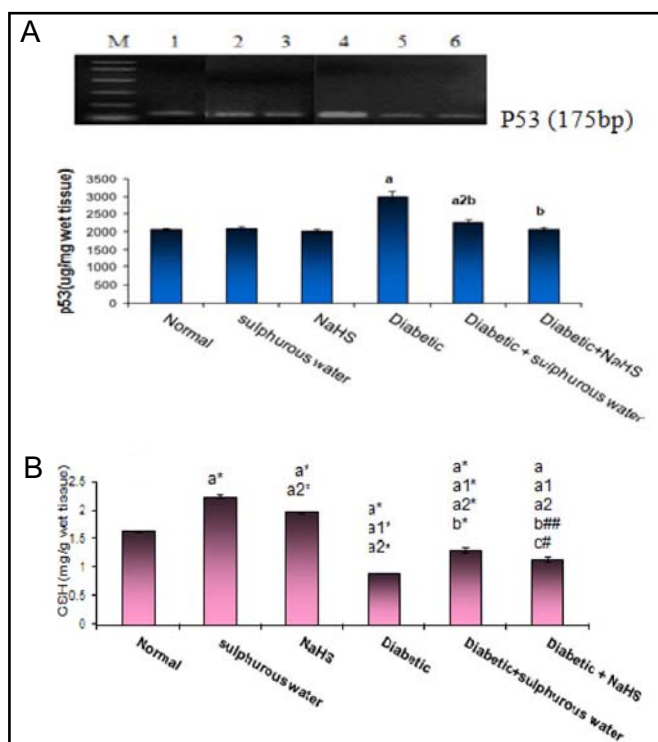 A
M 1 2 3 4 5 6
P53 (175bp)
p53(ug/mg wet tissue)
3500
3000
2500
2000
1500
1000
500
0
a
a2b
b
Normal
sulphurous water
NaHS
Diabetic
Diabetic + sulphurous water
Diabetic+NaHS
B
GSH (mg/g wet tissue)
2.5
2
1.5
1
0.5
0
a*
a*
a2*
a*
a1*
a2*
a*
a1*
a2*
b*
a
a1
a2
b##
c#
Normal
sulphurous water
NaHS
Diabetic
Diabetic+sulphurous water
Diabetic + NaHS